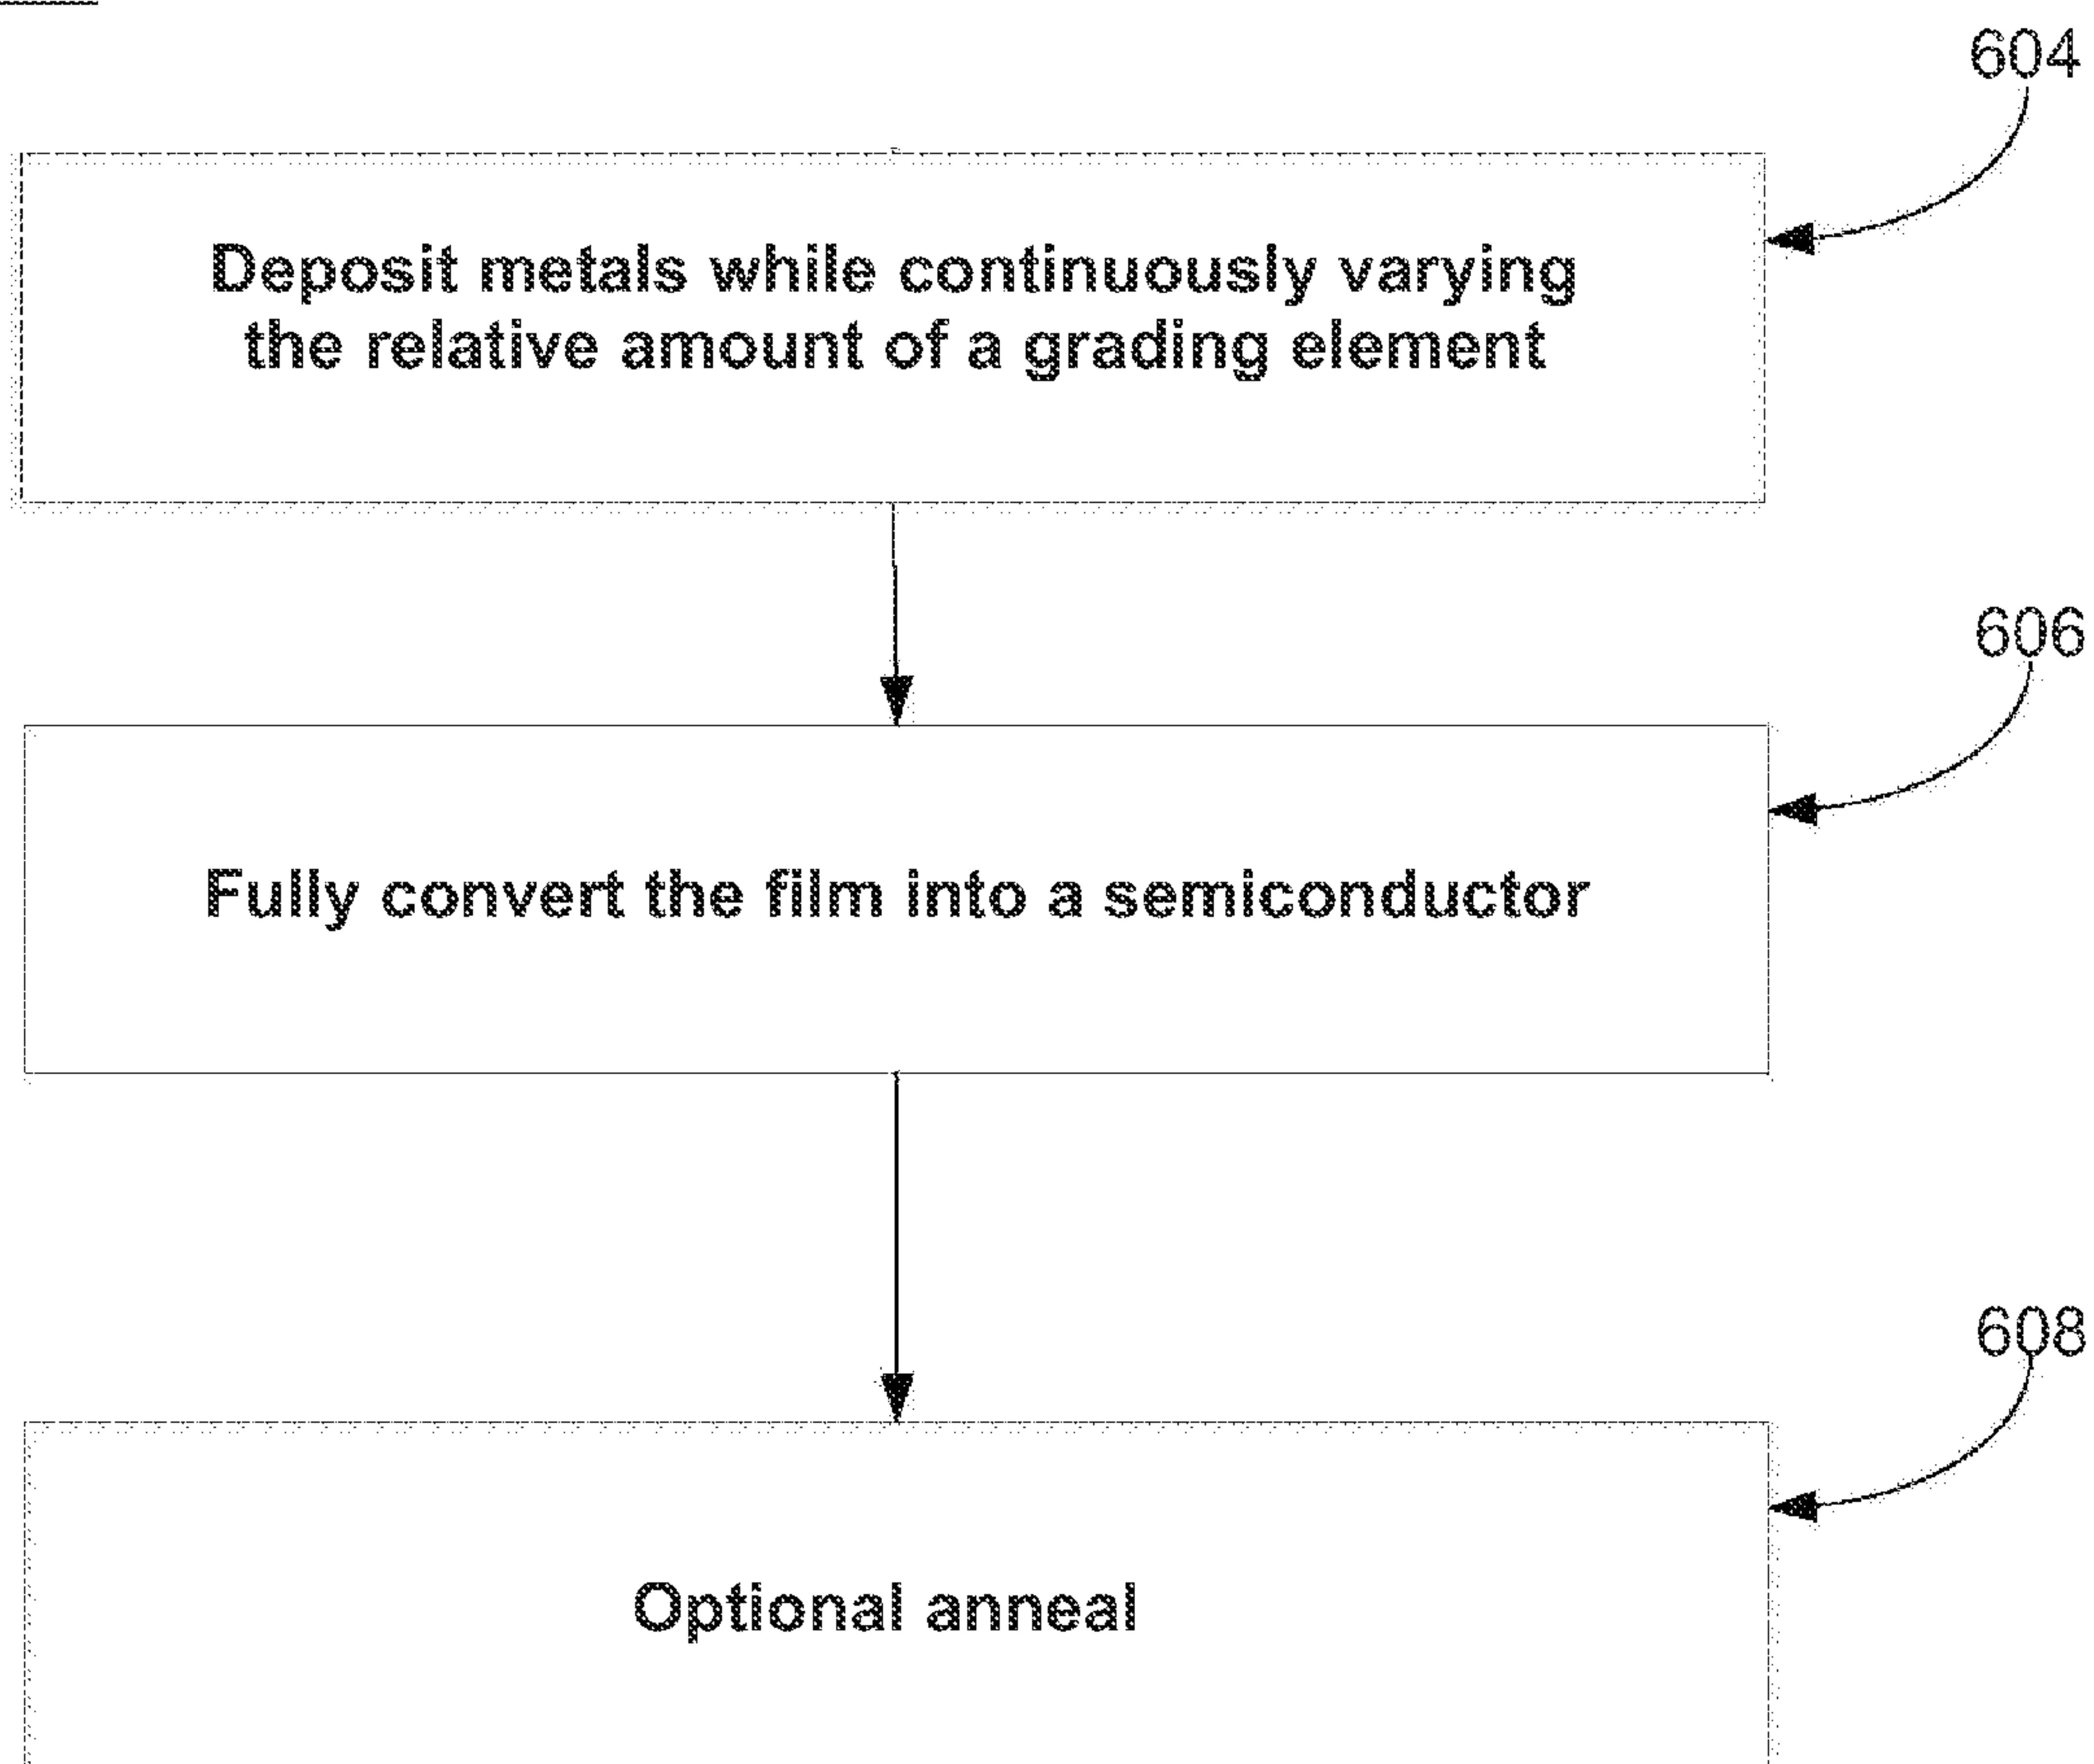 604
Deposit metals while continuously varying
the relative amount of a grading element
606
Fully convert the film into a semiconductor
608
Optional anneal